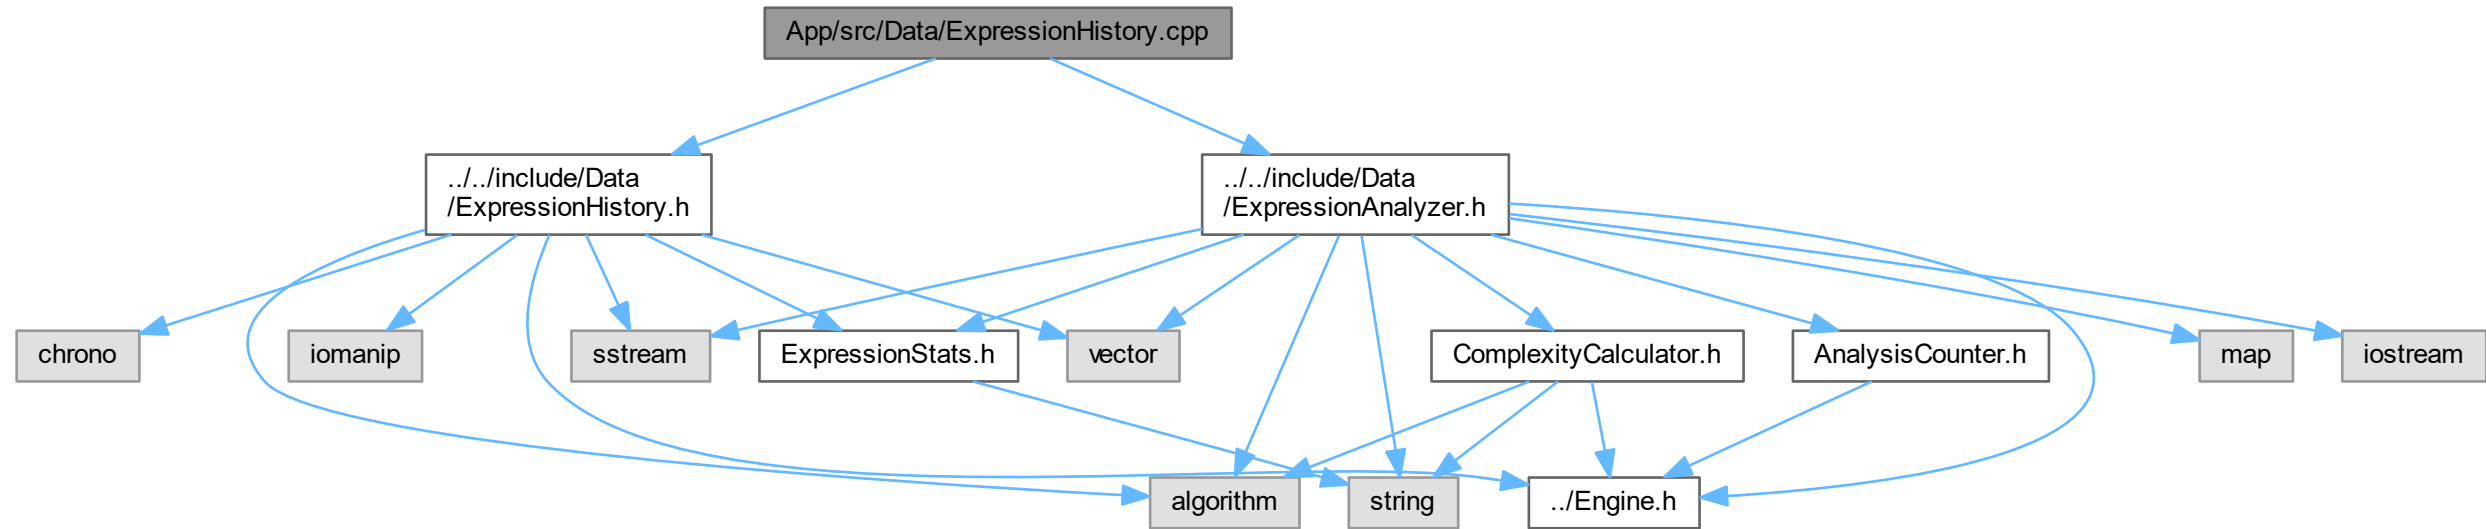 App/src/Data/ExpressionHistory.cpp
../../include/Data
/ExpressionHistory.h
../../include/Data
/ExpressionAnalyzer.h
chrono
iomanip
sstream
ExpressionStats.h
vector
ComplexityCalculator.h
AnalysisCounter.h
map
iostream
algorithm
string
../Engine.h